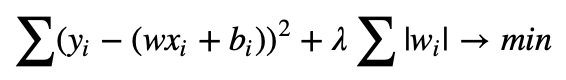 ∑(yᵢ − (wxᵢ + bᵢ))² + λ ∑ |wᵢ| → min